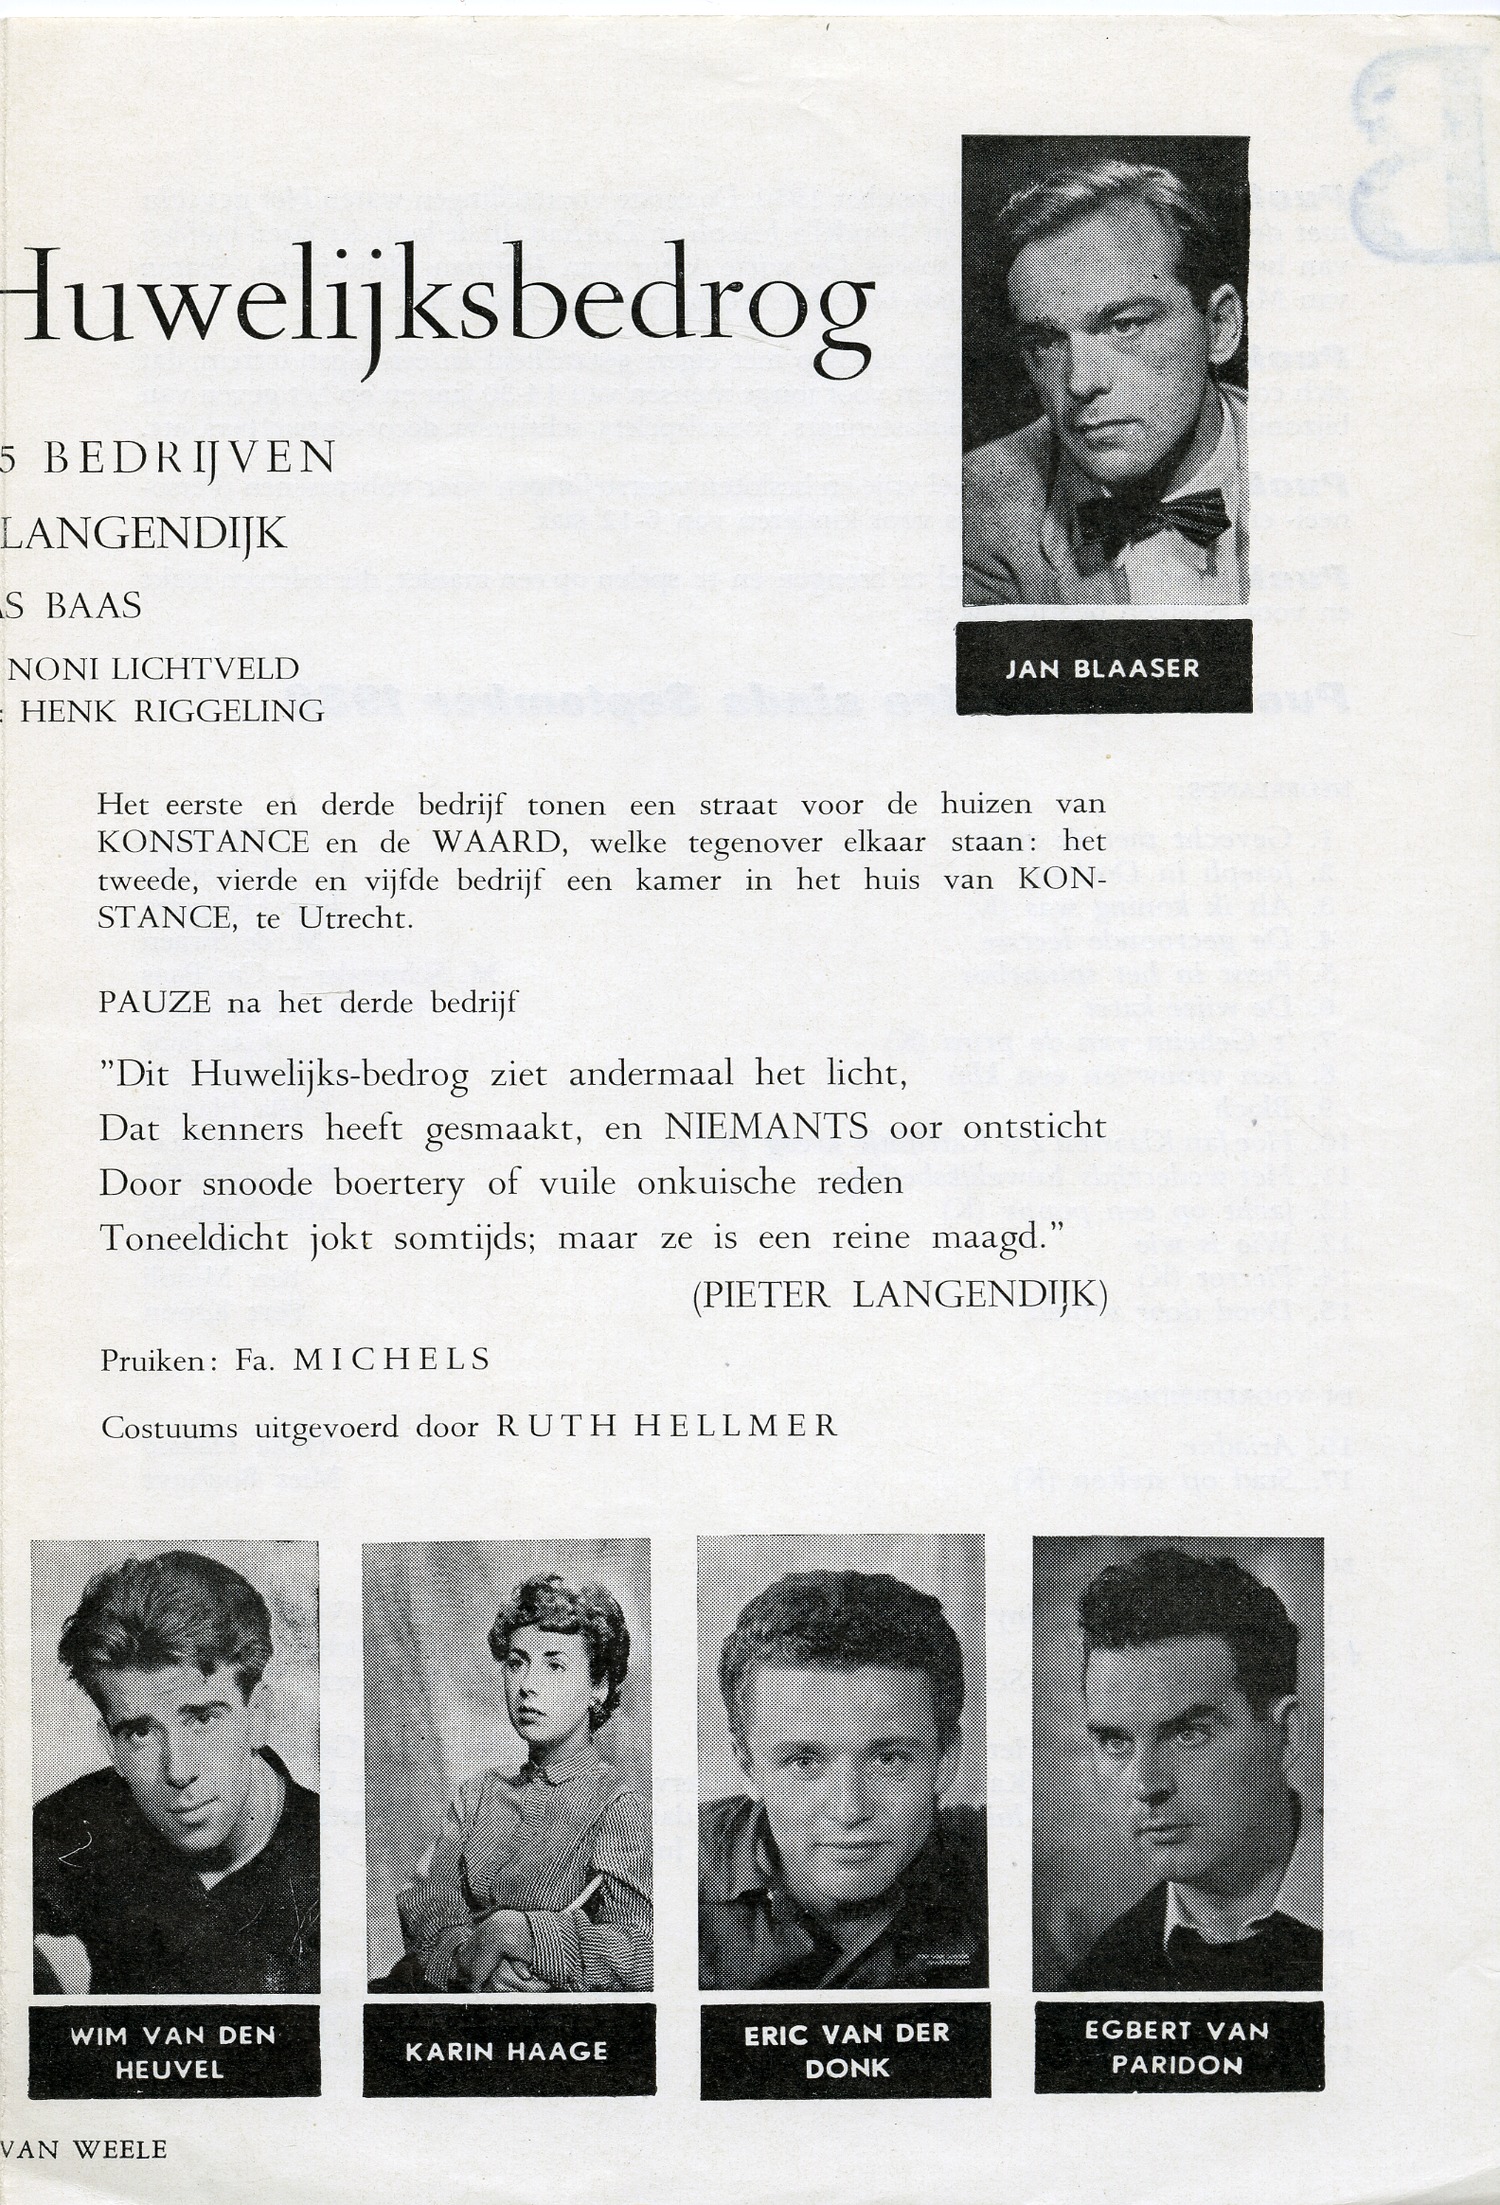 Huwelijksbedrog
5 BEDRIJVEN
LANGENDIJK
AS BAAS
NONI LICHTVELD
: HENK RIGGELING
JAN BLAASER
Het eerste en derde bedrijf tonen een straat voor de huizen van
KONSTANCE en de WAARD, welke tegenover elkaar staan: het
tweede, vierde en vijfde bedrijf een kamer in het huis van KON-
STANCE, te Utrecht.
PAUZE na het derde bedrijf
”Dit Huwelijks-bedrog ziet andermaal het licht,
Dat kenners heeft gesmaakt, en NIEMANTS oor ontsticht
Door snoode boertery of vuile onkuische reden
Toneeldicht jokt somtijds; maar ze is een reine maagd.”
(PIETER LANGENDIJK)
Pruiken: Fa. MICHELS
Costuums uitgevoerd door RUTH HELLMER
WIM VAN DEN
HEUVEL
KARIN HAAGE
ERIC VAN DER
DONK
EGBERT VAN
PARIDON
VAN WEELE